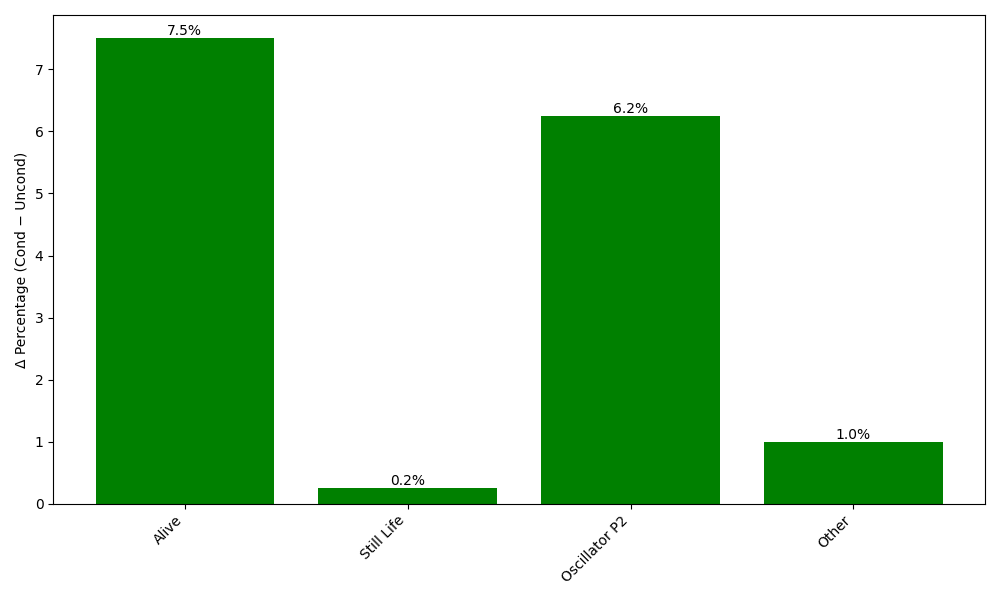 Δ Percentage (Cond − Uncond)
7
6
5
4
3
2
1
0
7.5%
0.2%
6.2%
1.0%
Alive
Still Life
Oscillator P2
Other